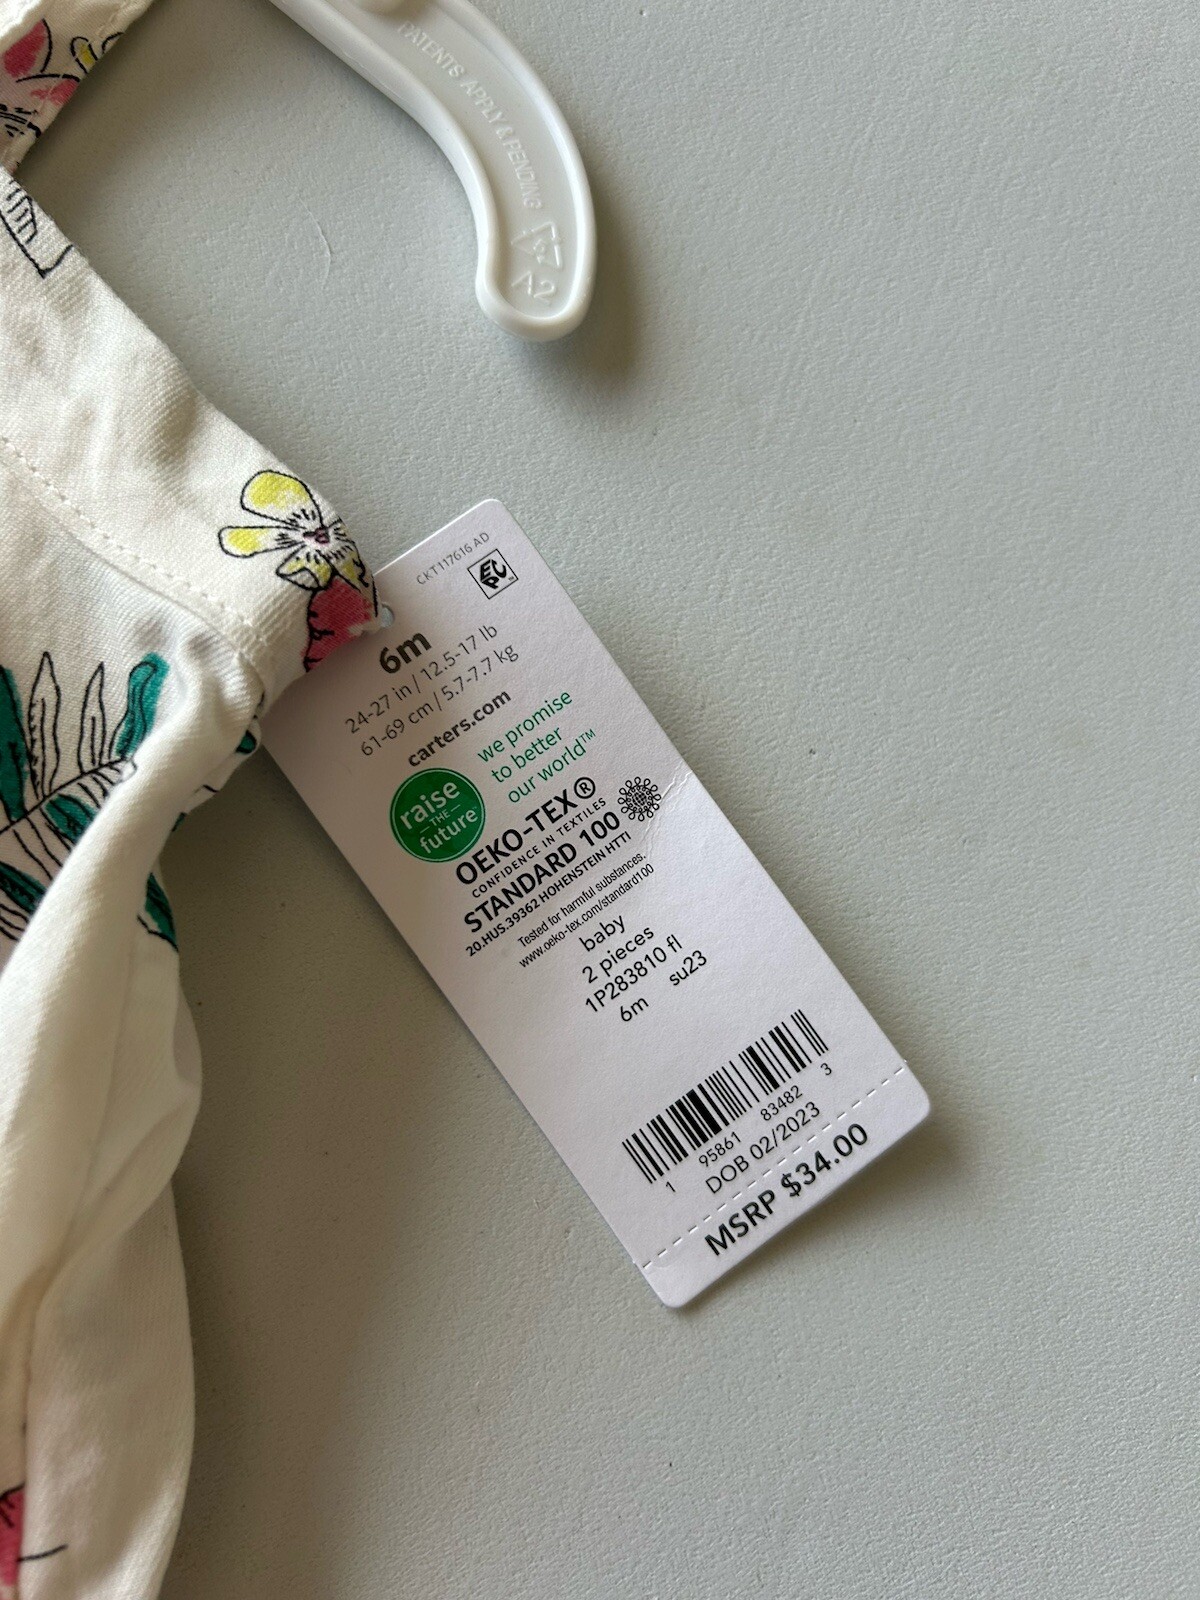 PATENTS APPLY & PENDING
CKT117616 AD
EPC
6m
24-27 in / 12.5-17 lb
61-69 cm / 5.7-7.7 kg
carters.com
raise
THE
future
we promise
to better
our world™
OEKO-TEX®
CONFIDENCE IN TEXTILES
STANDARD 100
20.HUS.39362 HOHENSTEIN HTTI
Tested for harmful substances.
www.oeko-tex.com/standard100
baby
2 pieces
1P283810 fl
6m su23
1 95861 83482 3
DOB 02/2023
MSRP $34.00